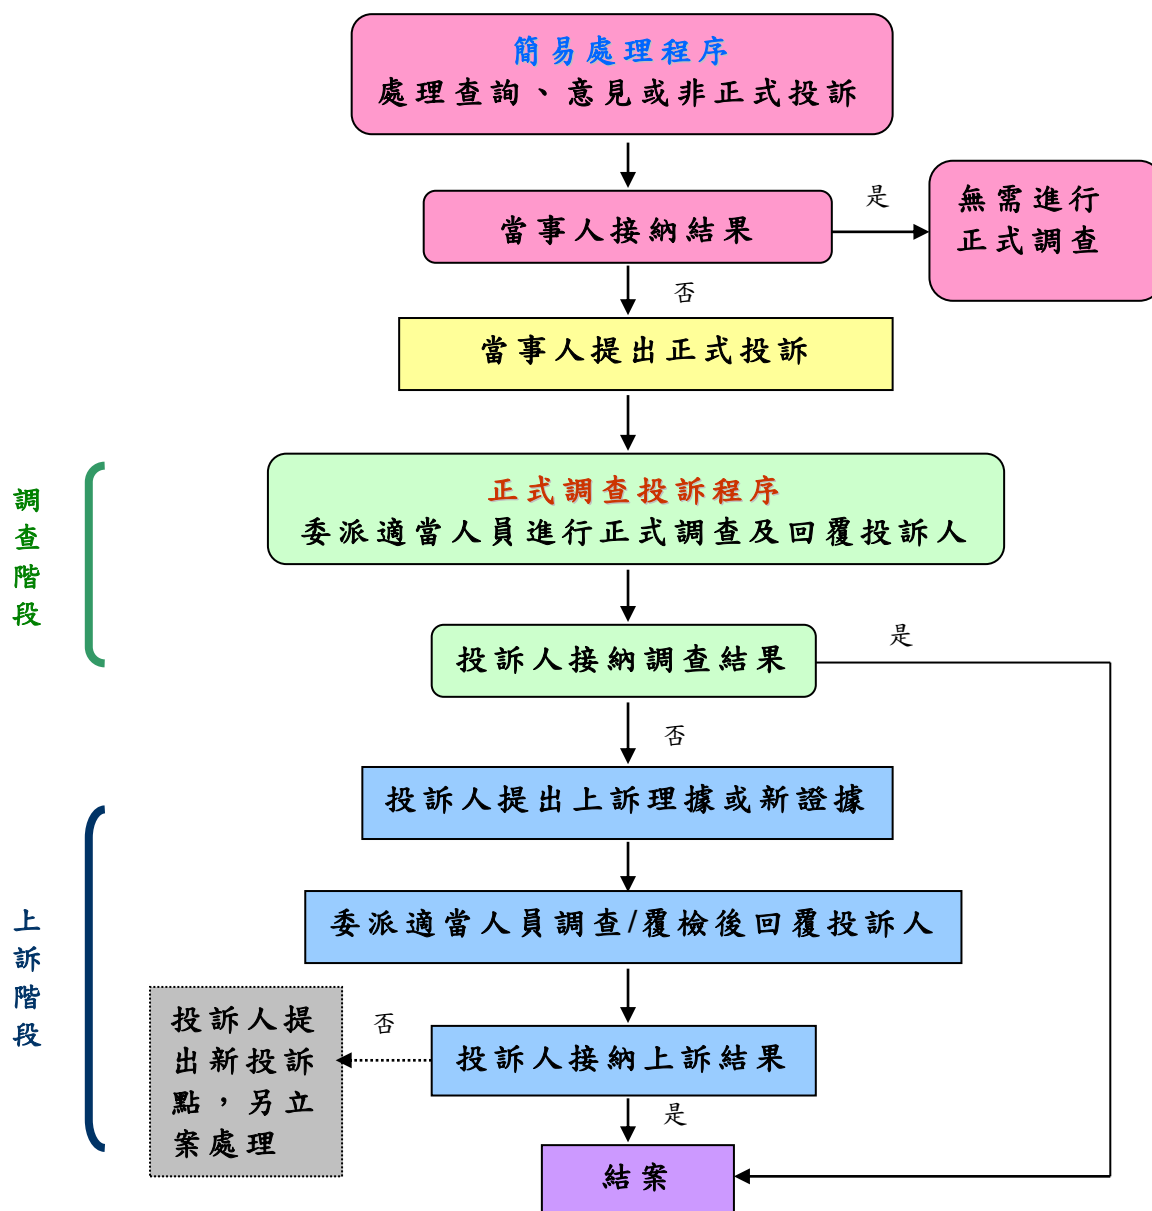 簡易處理程序
處理查詢、意見或非正式投訴
當事人接納結果
是
無需進行
正式調查
否
當事人提出正式投訴
調
查
階
段
正式調查投訴程序
委派適當人員進行正式調查及回覆投訴人
投訴人接納調查結果
是
否
上
訴
階
段
投訴人提出上訴理據或新證據
委派適當人員調查/覆檢後回覆投訴人
投訴人接納上訴結果
否
投訴人提
出新投訴
點，另立
案處理
是
結案